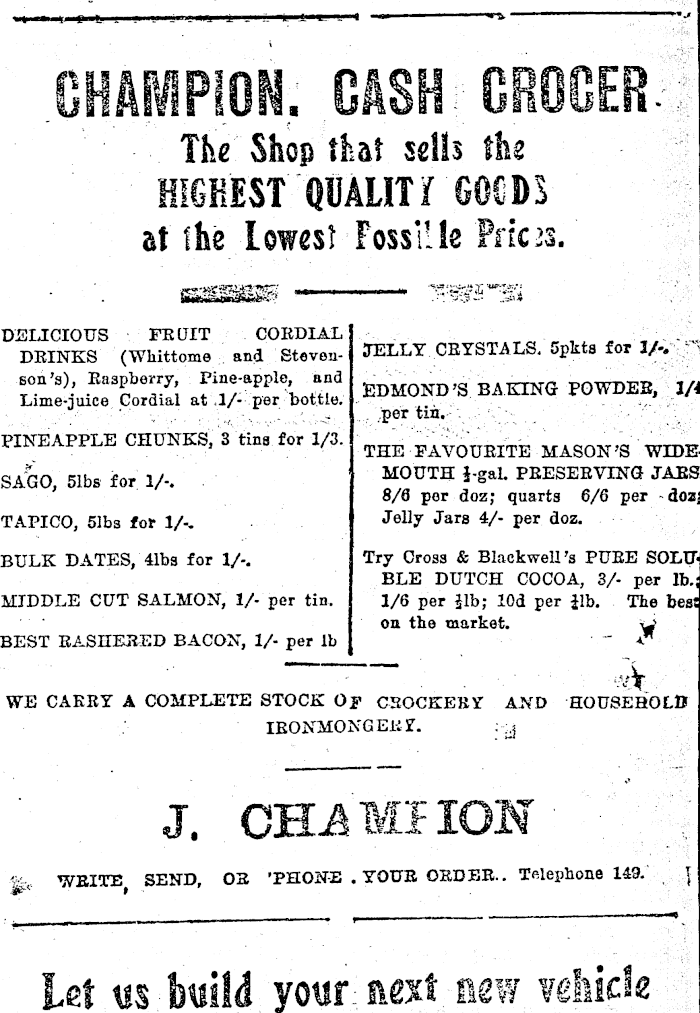 CHAMPION. CASH GROCER.
The Shop that sells the
HIGHEST QUALITY GOODS
at the Lowest Possible Prices.
DELICIOUS FRUIT CORDIAL
DRINKS (Whittome and Steven-
son's), Raspberry, Pine-apple, and
Lime-juice Cordial at 1/- per bottle.
PINEAPPLE CHUNKS, 3 tins for 1/3.
SAGO, 5lbs for 1/-.
TAPICO, 5lbs for 1/-.
BULK DATES, 4lbs for 1/-.
MIDDLE CUT SALMON, 1/- per tin.
BEST RASHERED BACON, 1/- per lb
JELLY CRYSTALS. 5pkts for 1/-.
EDMOND'S BAKING POWDER, 1/4
per tin.
THE FAVOURITE MASON'S WIDE-
MOUTH ½-gal. PRESERVING JARS
8/6 per doz; quarts 6/6 per doz;
Jelly Jars 4/- per doz.
Try Cross & Blackwell's PURE SOLU-
BLE DUTCH COCOA, 3/- per lb.;
1/6 per ½lb; 10d per ¼lb. The best
on the market.
WE CARRY A COMPLETE STOCK OF CROCKERY AND HOUSEHOLD
IRONMONGERY.
J. CHAMPION
WRITE, SEND, OR 'PHONE . YOUR ORDER.. Telephone 149.
Let us build your next new vehicle